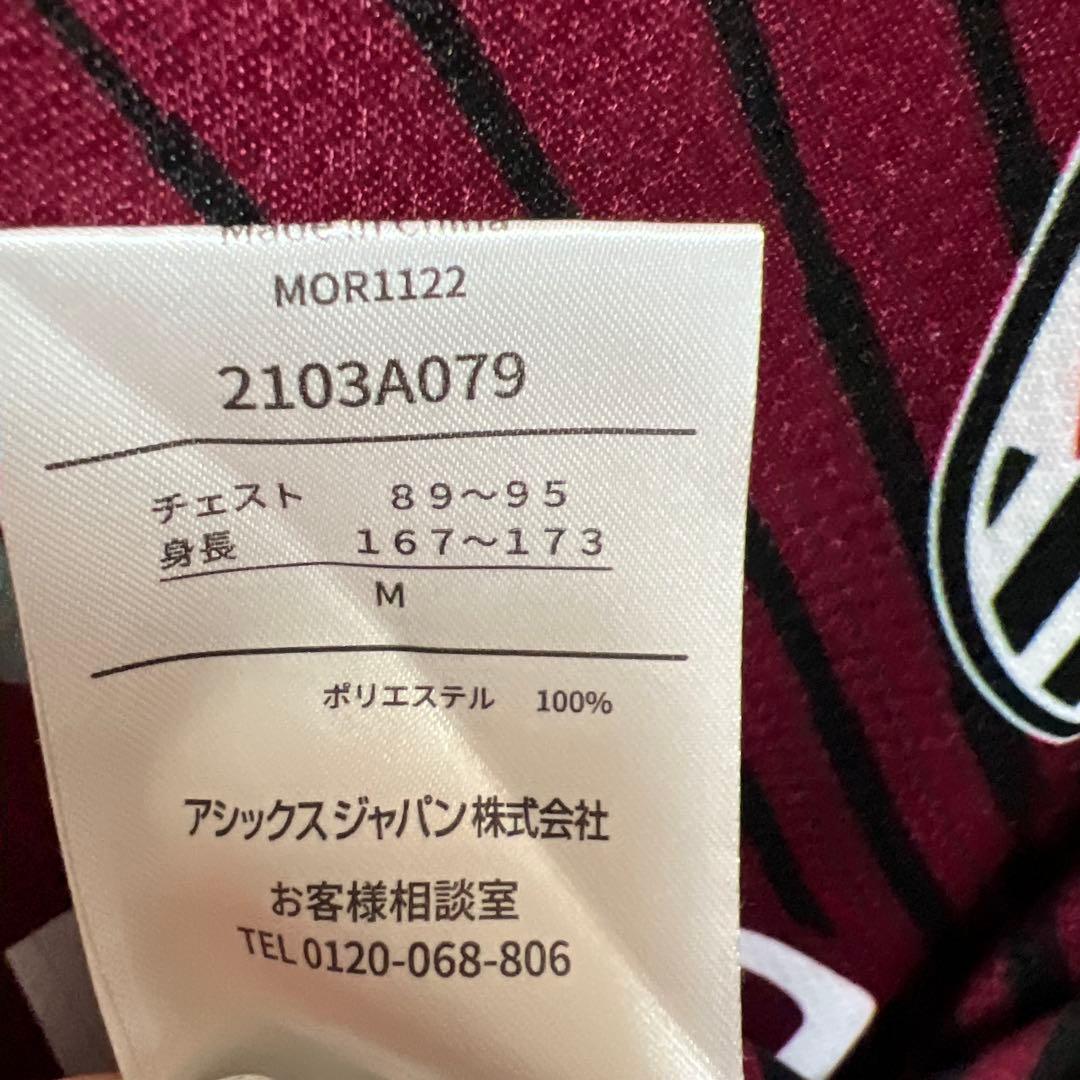 Made in China
MOR1122
2103A079
チェスト 89〜95
身長 167〜173
M
ポリエステル 100%
アシックスジャパン株式会社
お客様相談室
TEL 0120-068-806